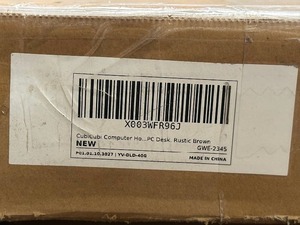 X003WFR96J
CubiCubi Computer Ho...PC Desk, Rustic Brown
NEW
GWE-2345
P01.01.10.1027 | YV-DLD-40G
MADE IN CHINA